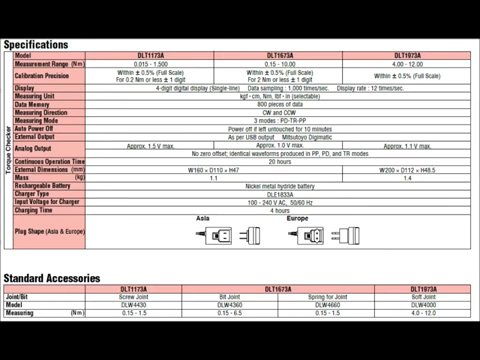 Specifications
Model DLT1173A DLT1673A DLT1973A
Measurement Range (Nm) 0.015 - 1.500 0.15 - 10.00 4.00 - 12.00
Calibration Precision Within ± 0.5% (Full Scale) Within ± 0.5% (Full Scale) Within ± 0.5% (Full Scale)
For 0.2 Nm or less ± 1 digit For 2 Nm or less ± 1 digit
Display 4-digit digital display (Single-line) Data sampling : 1,000 times/sec. Display rate : 12 times/sec.
Measuring Unit kgf - cm, Nm, lbf - in (selectable)
Data Memory 800 pieces of data
Measuring Direction CW and CCW
Measuring Mode 3 modes : PD-TR-PP
Auto Power Off Power off if left untouched for 10 minutes
External Output As per USB output Mitsutoyo Digimatic
Analog Output Approx. 1.5 V max. Approx. 1.0 V max. Approx. 1.1 V max.
No zero offset; identical waveforms produced in PP, PD, and TR modes
Continuous Operation Time 20 hours
External Dimensions (mm) W160 × D110 × H47 W200 × D112 × H48.5
Mass (kg) 1.1 1.4
Rechargeable Battery Nickel metal hydride battery
Charger Type DLE1833A
Input Voltage for Charger 100 - 240 V AC, 50/60 Hz
Charging Time 4 hours
Plug Shape (Asia & Europe) Asia Europe
Torque Checker
Standard Accessories
DLT1173A DLT1673A DLT1973A
Joint/Bit Screw Joint Bit Joint Spring for Joint Soft Joint
Model DLW4430 DLW4360 DLW4660 DLW4000
Measuring (Nm) 0.15 - 1.5 0.15 - 6.5 0.15 - 1.5 4.0 - 12.0